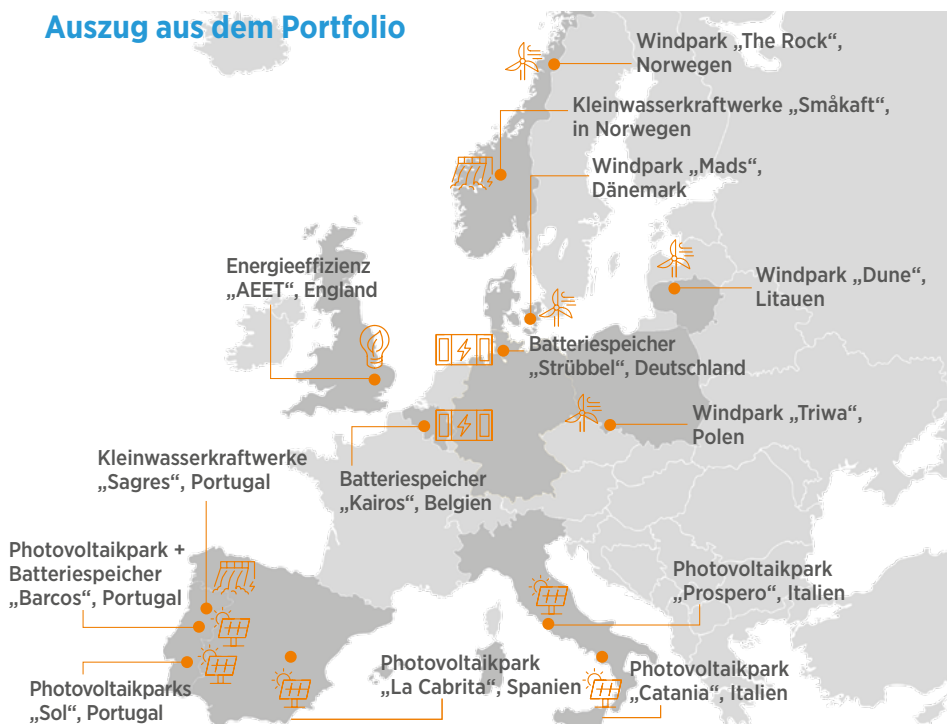 Auszug aus dem Portfolio
Windpark „The Rock“,
Norwegen
Kleinwasserkraftwerke „Småkaft“,
in Norwegen
Windpark „Mads“,
Dänemark
Energieeffizienz
„AEET“, England
Windpark „Dune“,
Litauen
Batteriespeicher
„Strübbel“, Deutschland
Windpark „Triwa“,
Polen
Kleinwasserkraftwerke
„Sagres“, Portugal
Batteriespeicher
„Kairos“, Belgien
Photovoltaikpark +
Batteriespeicher
„Barcos“, Portugal
Photovoltaikpark
„Prospero“, Italien
Photovoltaikparks
„Sol“, Portugal
Photovoltaikpark
„La Cabrita“, Spanien
Photovoltaikpark
„Catania“, Italien